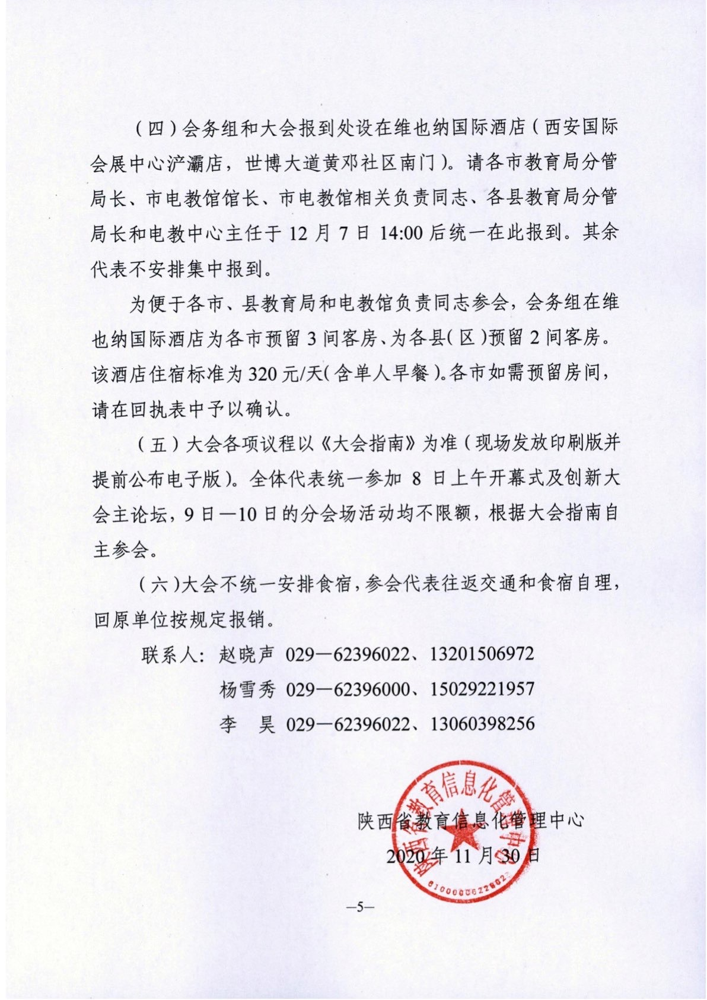 （四）会务组和大会报到处设在维也纳国际酒店（西安国际
会展中心浐灞店，世博大道黄邓社区南门）。请各市教育局分管
局长、市电教馆馆长、市电教馆相关负责同志、各县教育局分管
局长和电教中心主任于 12 月 7 日 14:00 后统一在此报到。其余
代表不安排集中报到。
为便于各市、县教育局和电教馆负责同志参会，会务组在维
也纳国际酒店为各市预留 3 间客房、为各县（区）预留 2 间客房。
该酒店住宿标准为 320 元/天（含单人早餐）。各市如需预留房间，
请在回执表中予以确认。
（五）大会各项议程以《大会指南》为准（现场发放印刷版并
提前公布电子版）。全体代表统一参加 8 日上午开幕式及创新大
会主论坛，9 日—10 日的分会场活动均不限额，根据大会指南自
主参会。
（六）大会不统一安排食宿，参会代表往返交通和食宿自理，
回原单位按规定报销。
联系人： 赵晓声 029—62396022、13201506972
杨雪秀 029—62396000、15029221957
李　昊 029—62396022、13060398256
陕西省教育信息化管理中心
陕西省教育信息化管理中心
2020 年 11 月 30 日
—5—